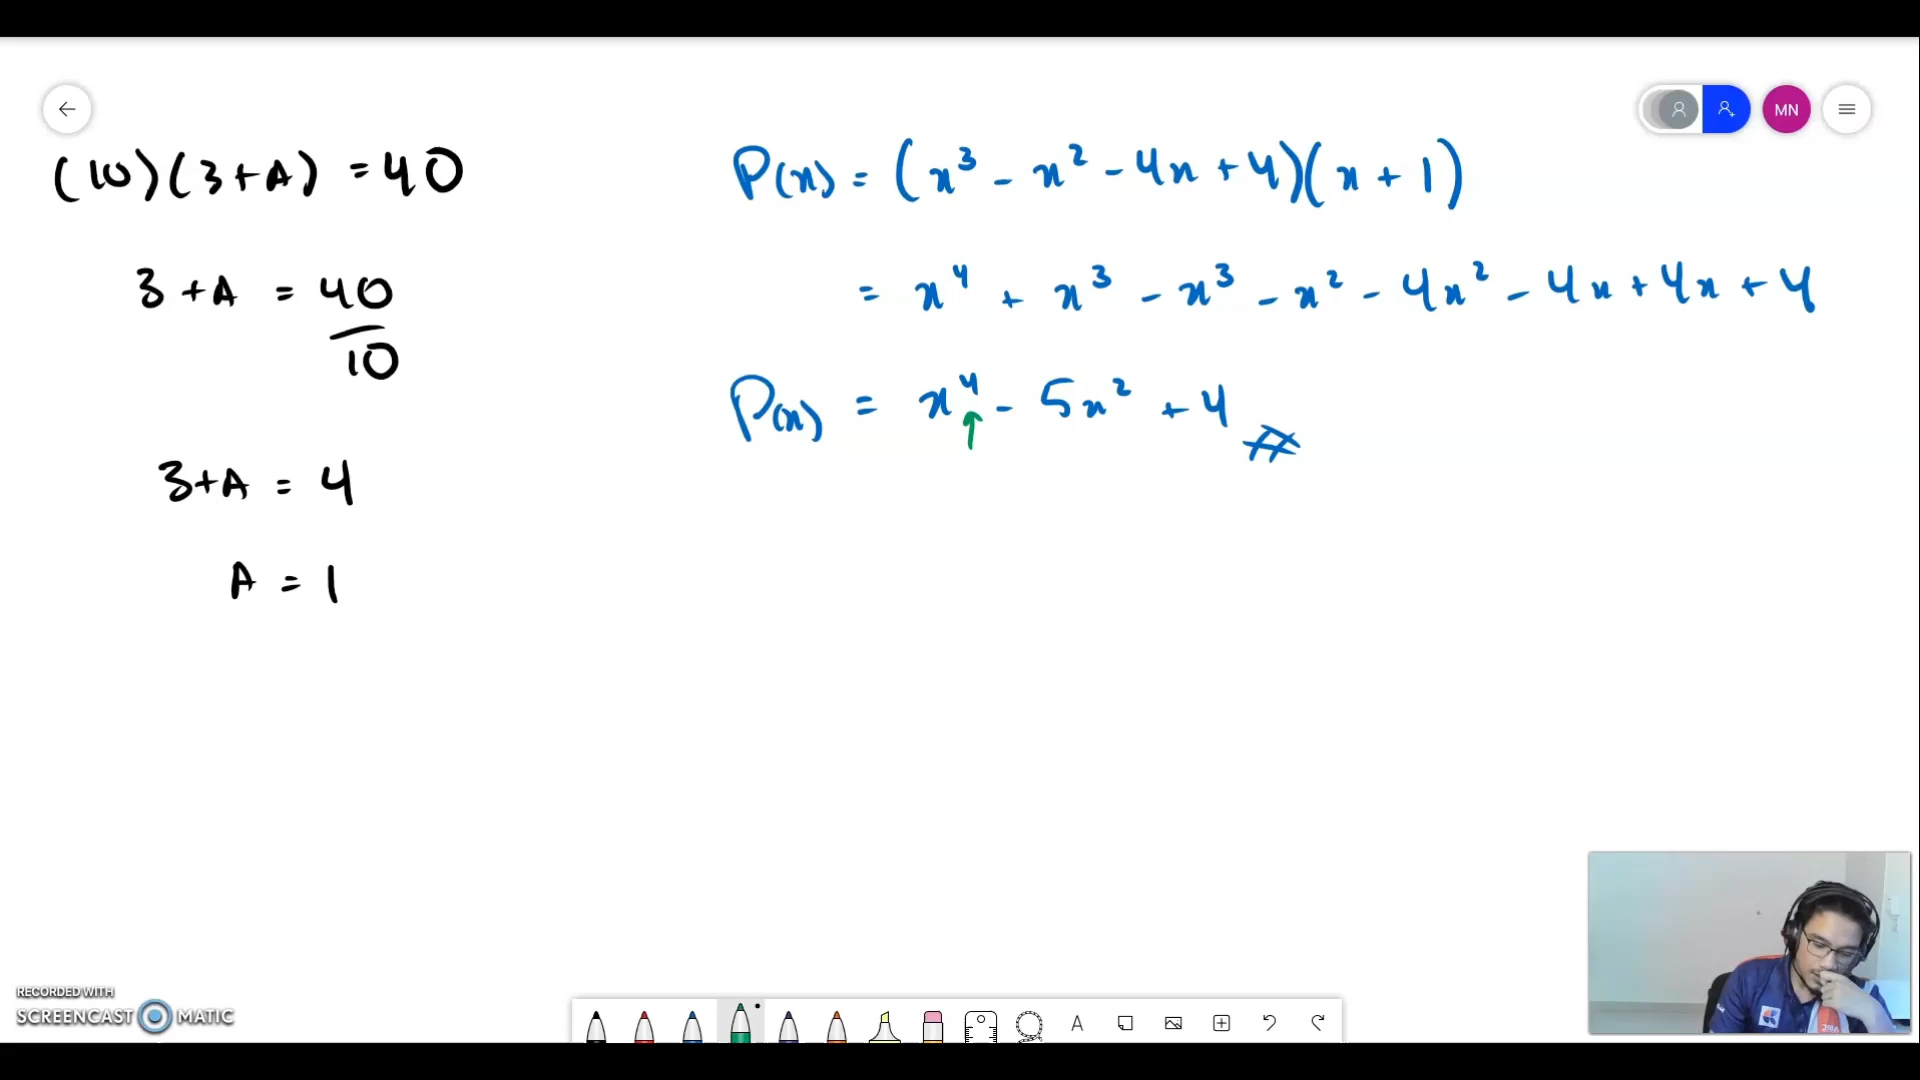 MN
(10)(3+A) = 40
3 + A = 40/10
3+A = 4
A = 1
P(x) = (x³ - x² - 4x + 4)(x + 1)
= x⁴ + x³ - x³ - x² - 4x² - 4x + 4x + 4
P(x) = x⁴ - 5x² + 4 #
RECORDED WITH
SCREENCAST MATIC
A